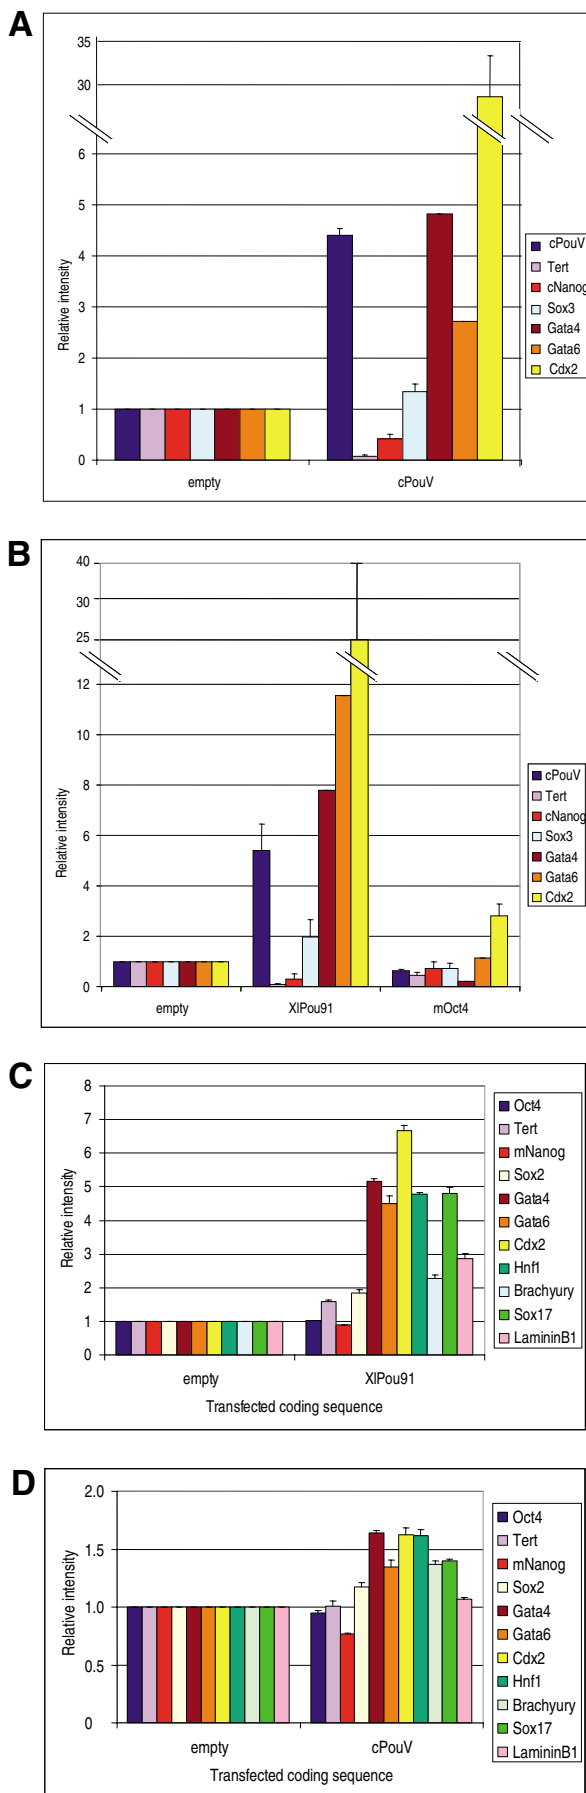 A
35
30
6
5
4
3
2
1
0
Relative intensity
empty
cPouV
cPouV
Tert
cNanog
Sox3
Gata4
Gata6
Cdx2
B
40
30
25
12
10
8
6
4
2
0
Relative intensity
empty
XlPou91
mOct4
cPouV
Tert
cNanog
Sox3
Gata4
Gata6
Cdx2
C
8
7
6
5
4
3
2
1
0
Relative intensity
empty
XlPou91
Transfected coding sequence
Oct4
Tert
mNanog
Sox2
Gata4
Gata6
Cdx2
Hnf1
Brachyury
Sox17
LamininB1
D
2.0
1.5
1.0
0.5
0
Relative intensity
empty
cPouV
Transfected coding sequence
Oct4
Tert
mNanog
Sox2
Gata4
Gata6
Cdx2
Hnf1
Brachyury
Sox17
LamininB1